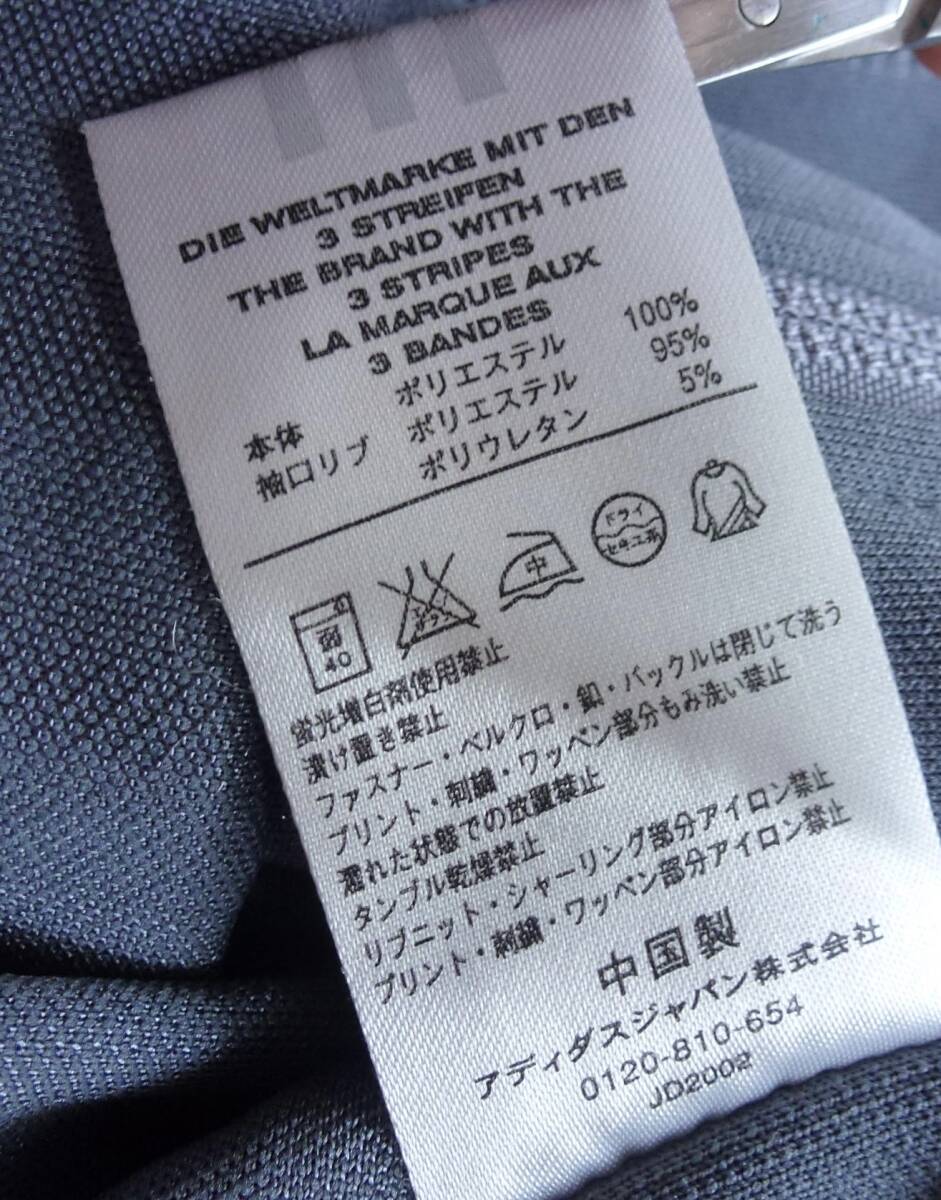 DIE WELTMARKE MIT DEN
3 STREIFEN
THE BRAND WITH THE
3 STRIPES
LA MARQUE AUX
3 BANDES
本体 ポリエステル 100%
袖口リブ ポリエステル 95%
ポリウレタン 5%
弱
40
エンソ
サラシ
中
ドライ
セキユ系
蛍光増白剤使用禁止
漬け置き禁止
ファスナー・ベルクロ・釦・バックルは閉じて洗う
プリント・刺繍・ワッペン部分もみ洗い禁止
濡れた状態での放置禁止
タンブル乾燥禁止
リブニット・シャーリング部分アイロン禁止
プリント・刺繍・ワッペン部分アイロン禁止
中国製
アディダスジャパン株式会社
0120-810-654
JD2002